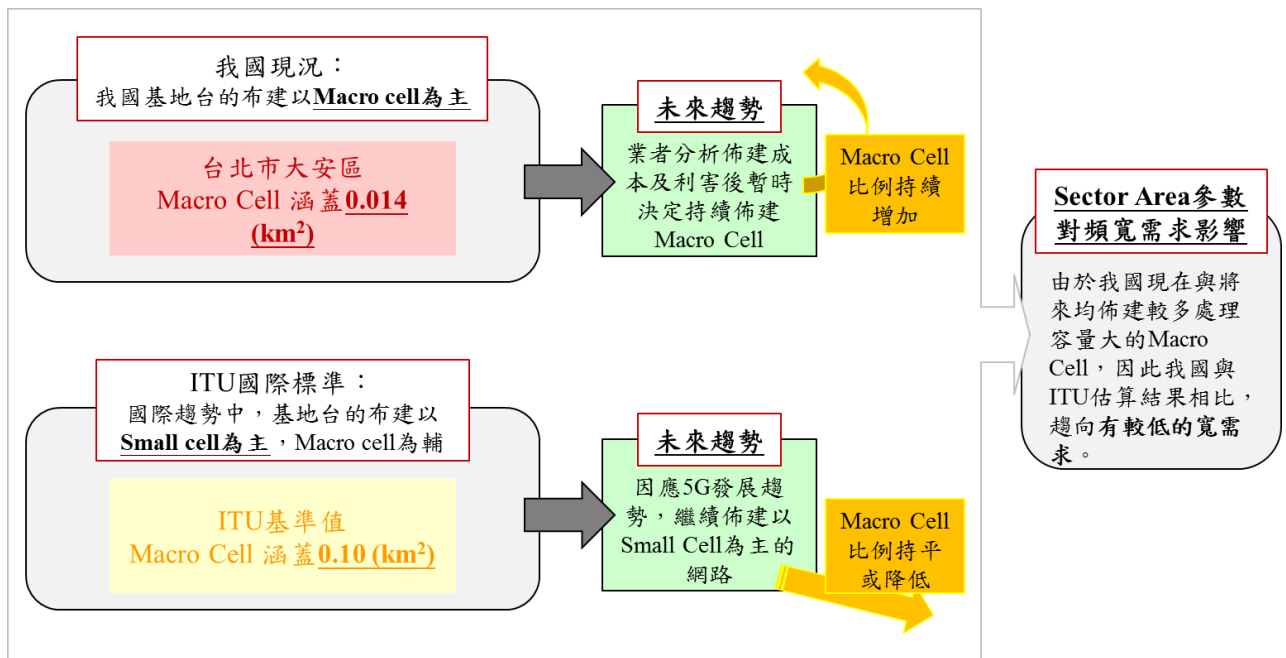 我國現況：
我國基地台的布建以Macro cell為主
台北市大安區
Macro Cell 涵蓋0.014
(km²)
未來趨勢
業者分析佈建成
本及利害後暫時
決定持續佈建
Macro Cell
Macro Cell
比例持續
增加
ITU國際標準：
國際趨勢中，基地台的布建以
Small cell為主，Macro cell為輔
ITU基準值
Macro Cell 涵蓋0.10 (km²)
未來趨勢
因應5G發展趨
勢，繼續佈建以
Small Cell為主的
網路
Macro Cell
比例持平
或降低
Sector Area參數
對頻寬需求影響
由於我國現在與將
來均佈建較多處理
容量大的Macro
Cell，因此我國與
ITU估算結果相比，
趨向有較低的寬需
求。